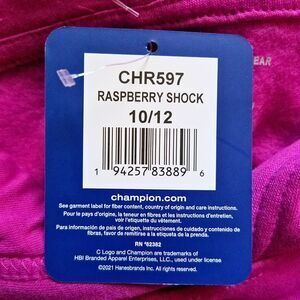 EAR
CHR597
RASPBERRY SHOCK
10/12
1 94257 83889 6
champion.com
See garment label for fiber content, country of origin and care instructions.
Pour le pays d'origine, la teneur en fibres et les instructions d'entretien,
voir l'etiquette du vêtement.
Para información de país de origen, instrucciones de cuidado y contenido de
fibras, favor de remitirse a la etiqueta de la prenda.
RN *62382
C Logo and Champion are trademarks of
HBI Branded Apparel Enterprises, LLC., used under license
©2021 Hanesbrands Inc. All rights reserved.